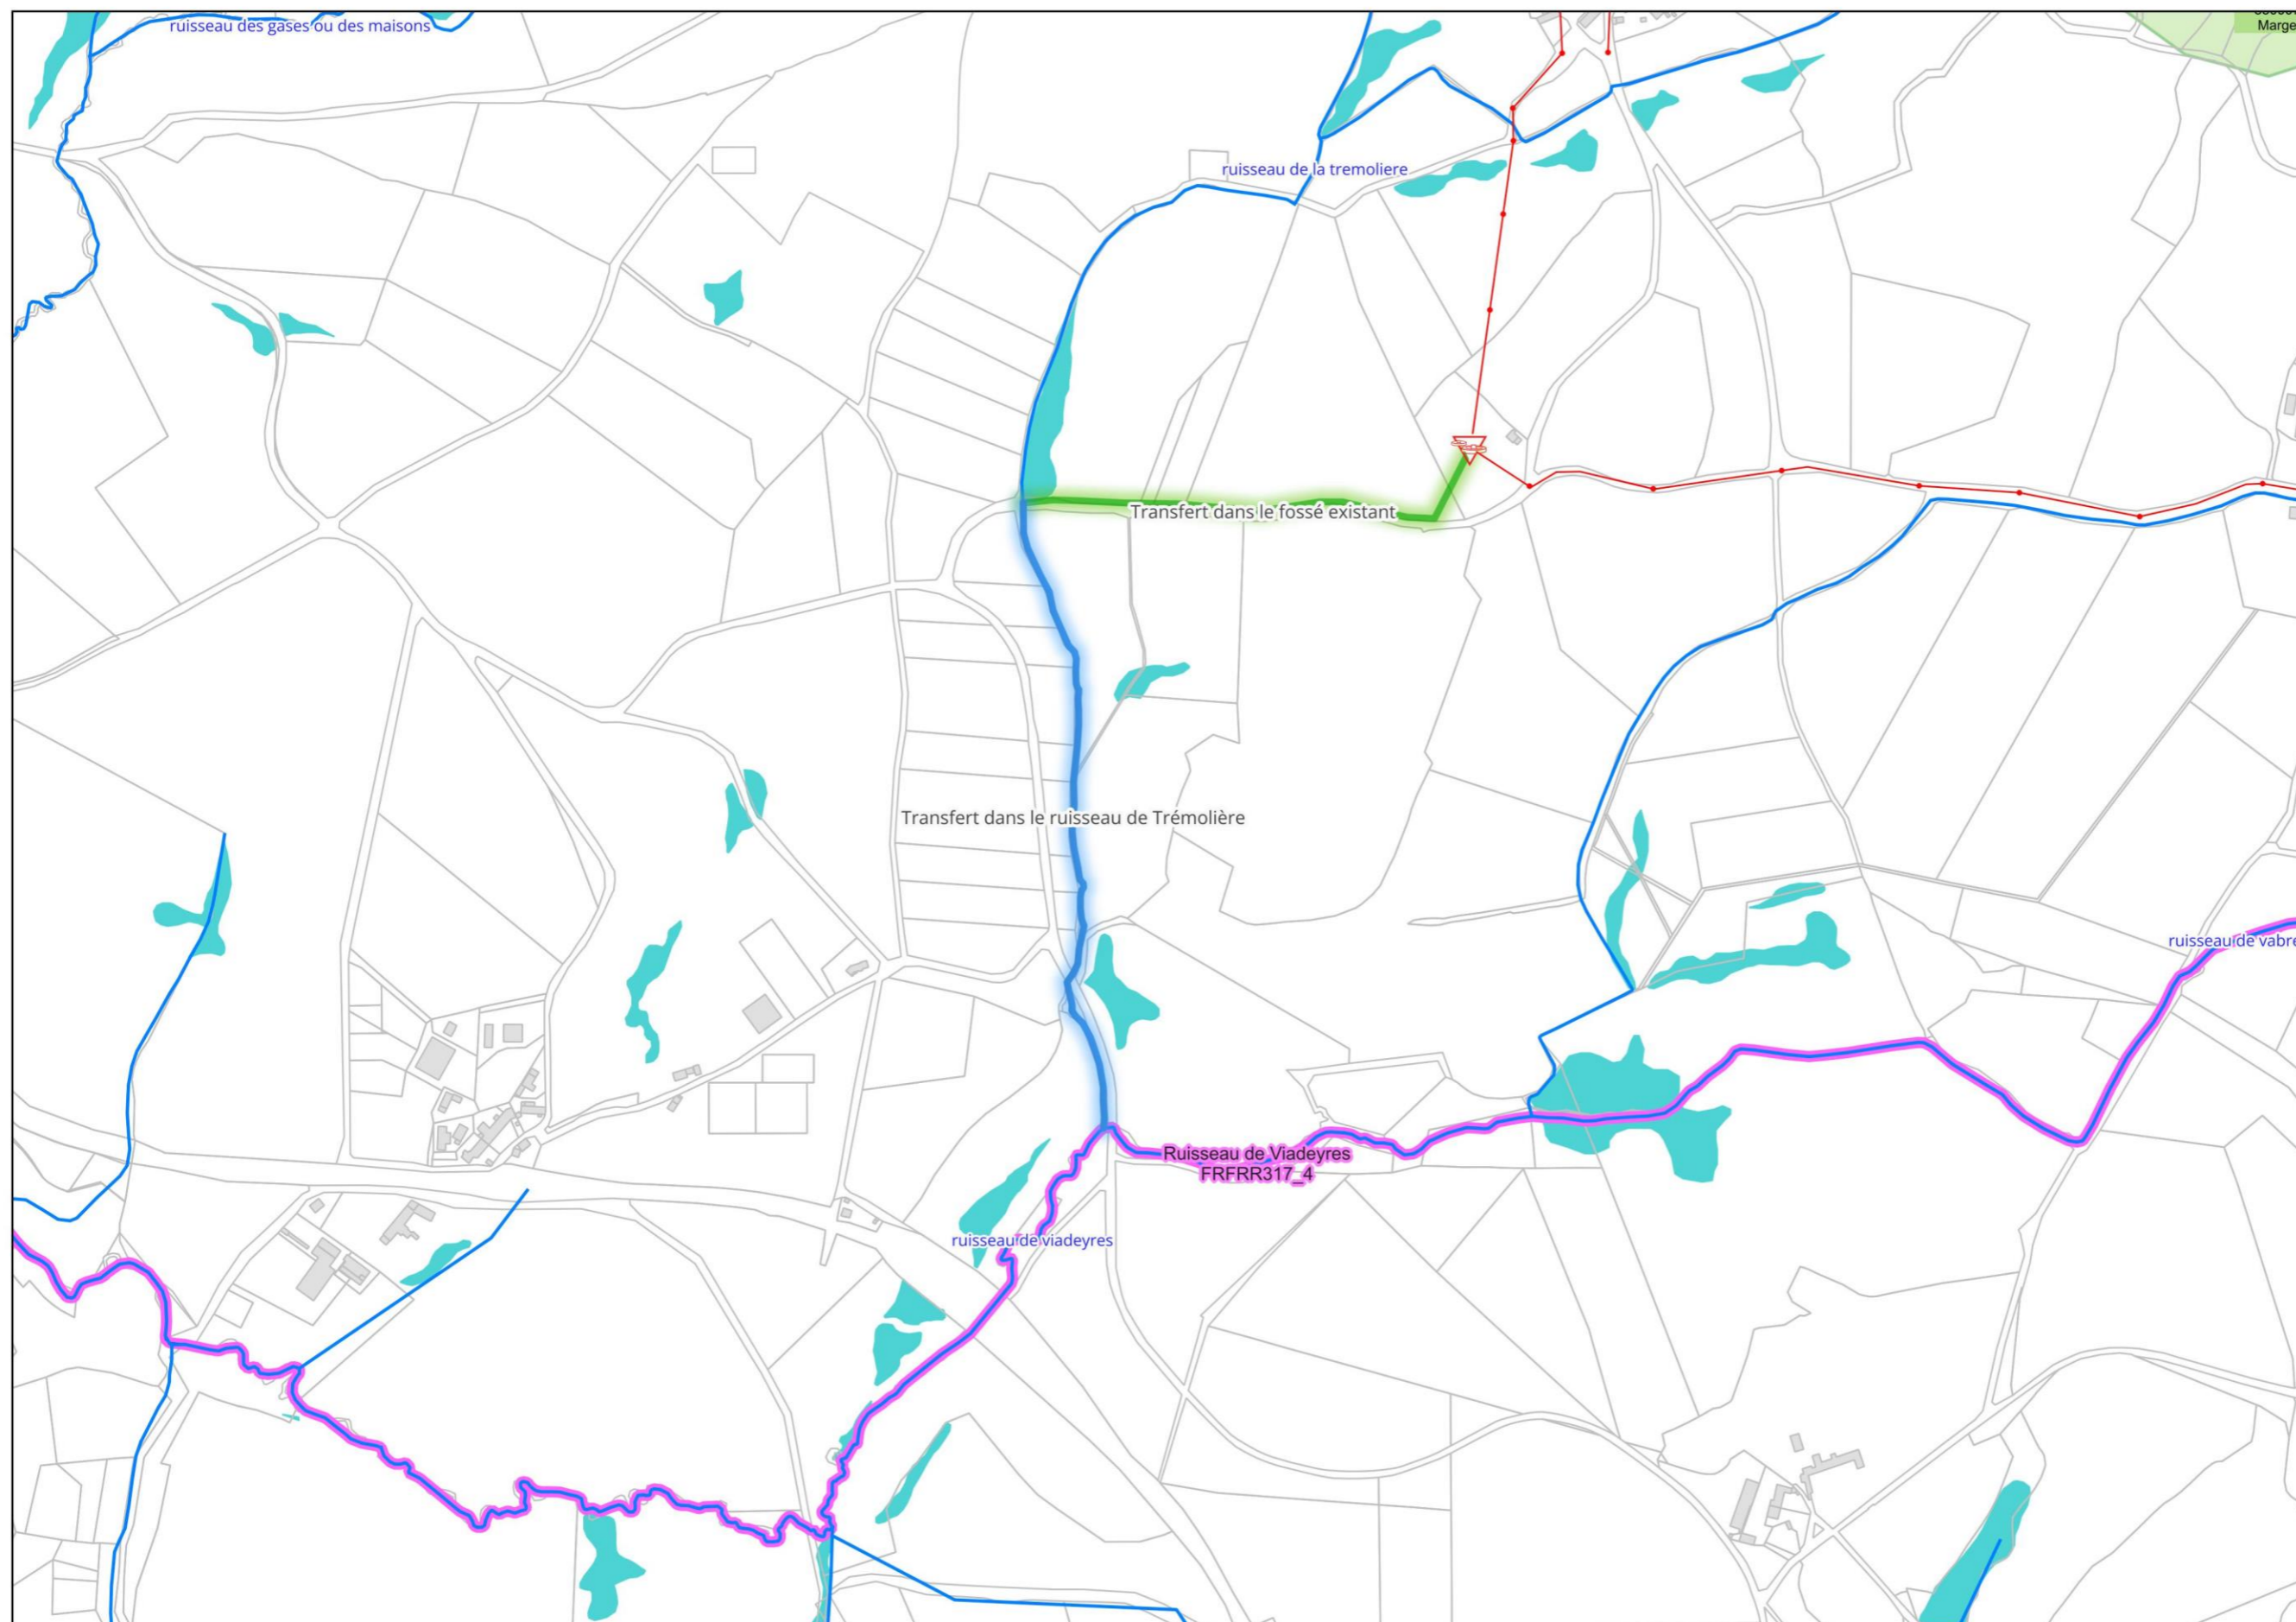 ruisseau des gases ou des maisons
Marge
ruisseau de la tremoliere
Transfert dans le fossé existant
Transfert dans le ruisseau de Trémolière
ruisseau de vabre
Ruisseau de Viadeyres
FRFRR317_4
ruisseau de viadeyres